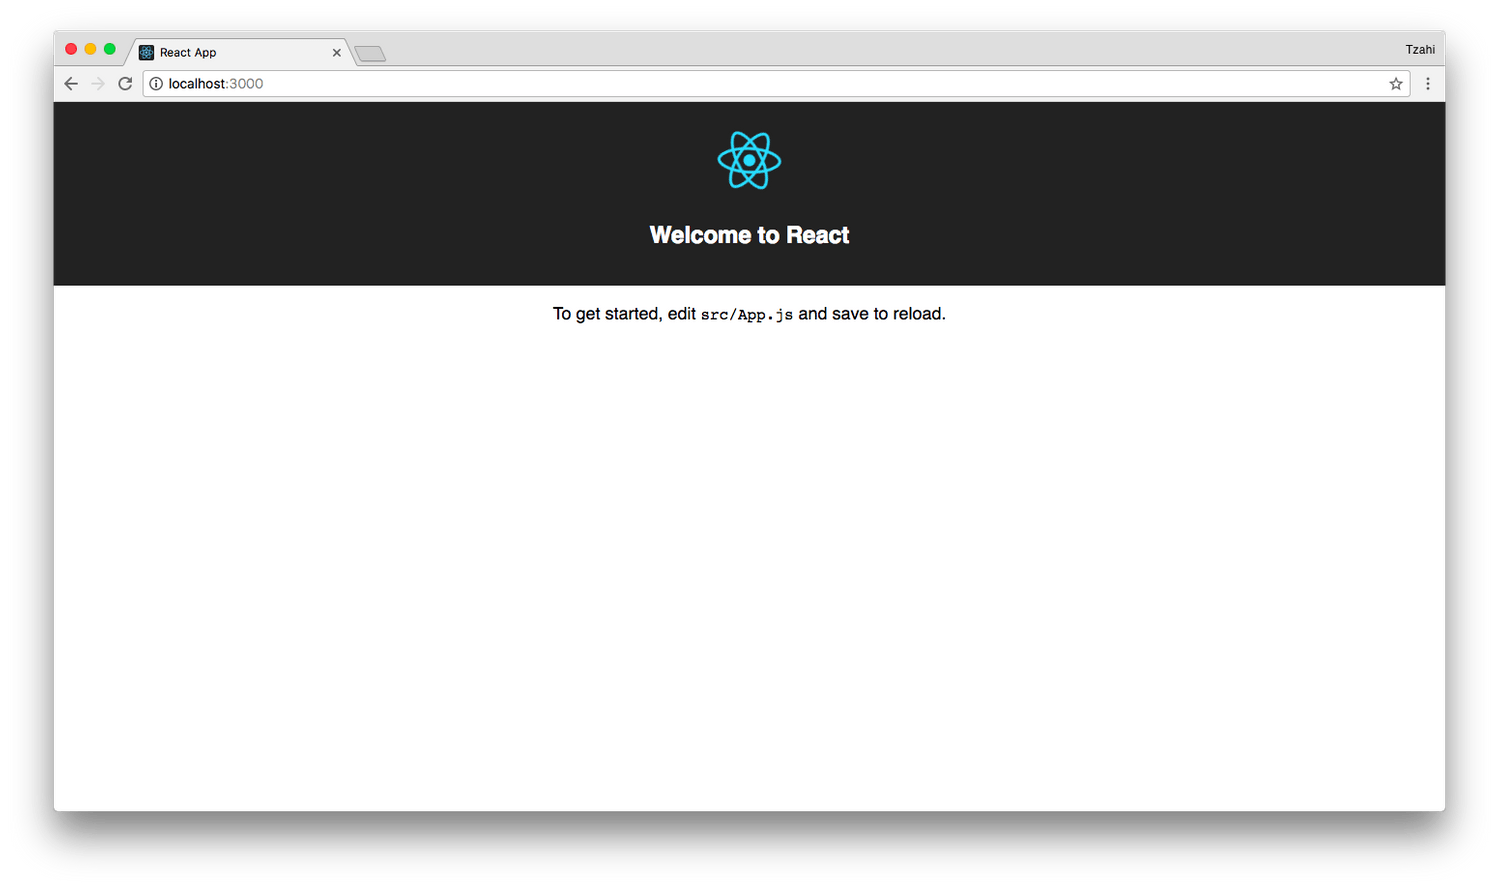 React App
Tzahi
localhost:3000
Welcome to React
To get started, edit src/App.js and save to reload.